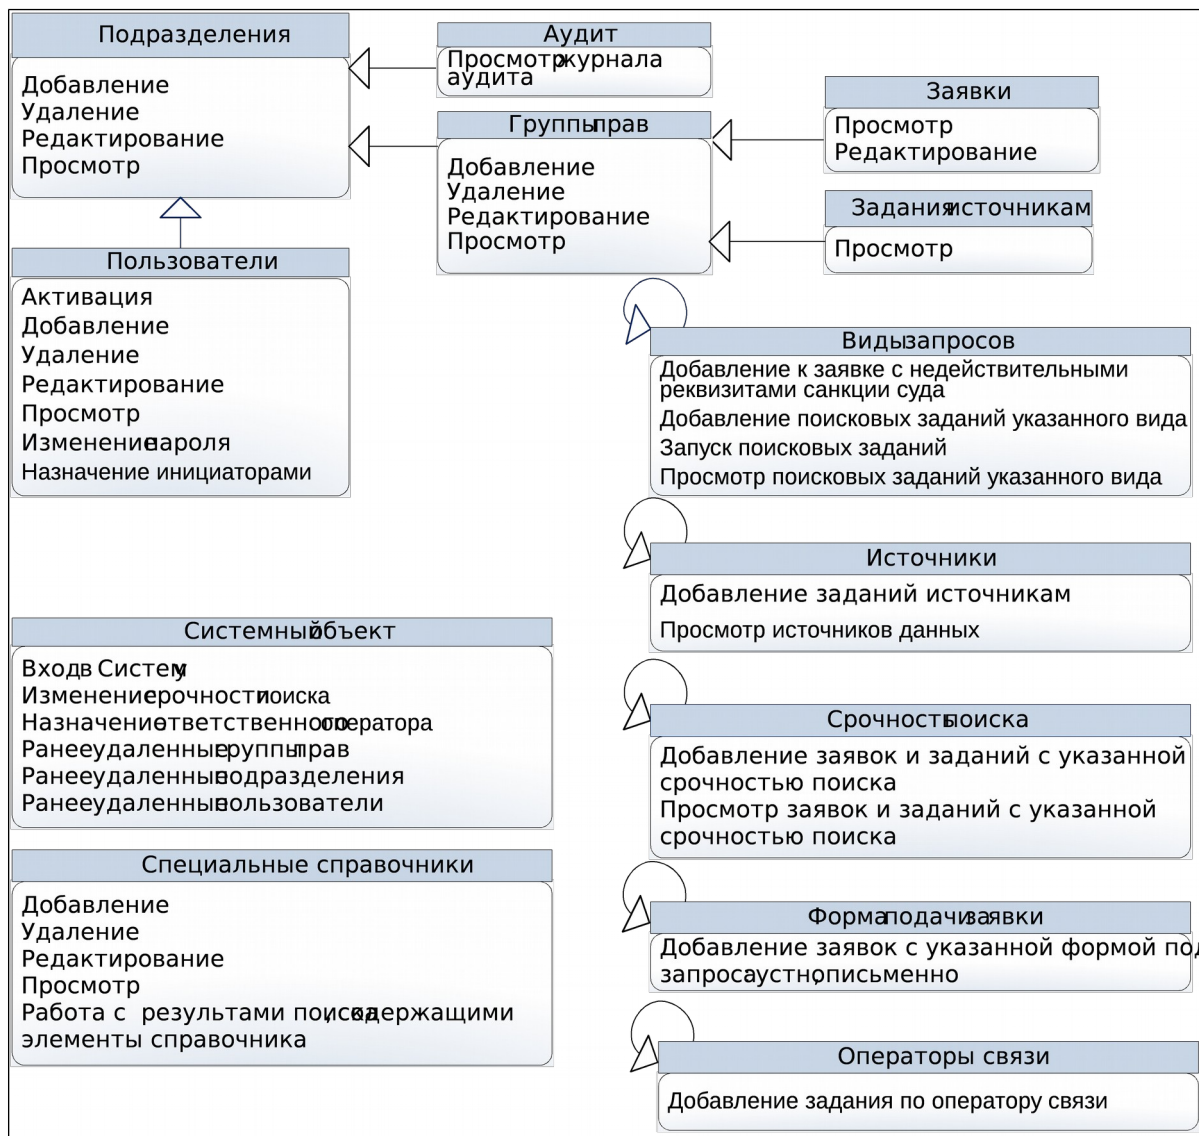 Подразделения
Добавление
Удаление
Редактирование
Просмотр
Аудит
Просмотр журнала
аудита
Группы прав
Добавление
Удаление
Редактирование
Просмотр
Заявки
Просмотр
Редактирование
Задания источникам
Просмотр
Пользователи
Активация
Добавление
Удаление
Редактирование
Просмотр
Изменение пароля
Назначение инициаторами
Виды запросов
Добавление к заявке с недействительными
реквизитами санкции суда
Добавление поисковых заданий указанного вида
Запуск поисковых заданий
Просмотр поисковых заданий указанного вида
Источники
Добавление заданий источникам
Просмотр источников данных
Системный объект
Вход в Систему
Изменение срочности поиска
Назначение ответственного оператора
Ранее удаленные группы прав
Ранее удаленные подразделения
Ранее удаленные пользователи
Срочность поиска
Добавление заявок и заданий с указанной
срочностью поиска
Просмотр заявок и заданий с указанной
срочностью поиска
Специальные справочники
Добавление
Удаление
Редактирование
Просмотр
Работа с результами поиска, содержащими
элементы справочника
Форма подачи заявки
Добавление заявок с указанной формой под
запроса устно, письменно
Операторы связи
Добавление задания по оператору связи